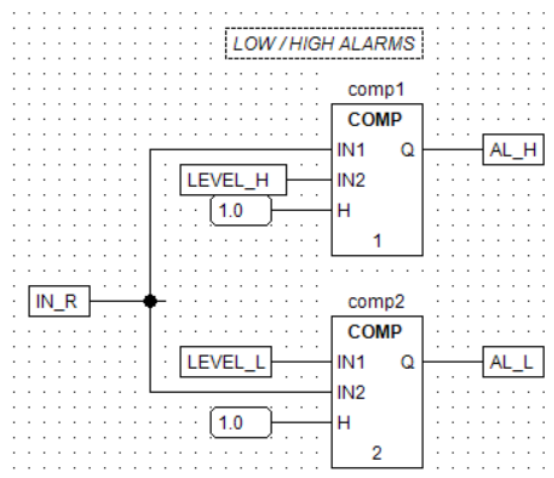 LOW / HIGH ALARMS
comp1
COMP
IN1 Q AL_H
LEVEL_H IN2
1.0 H
1
IN_R
comp2
COMP
LEVEL_L IN1 Q AL_L
IN2
1.0 H
2